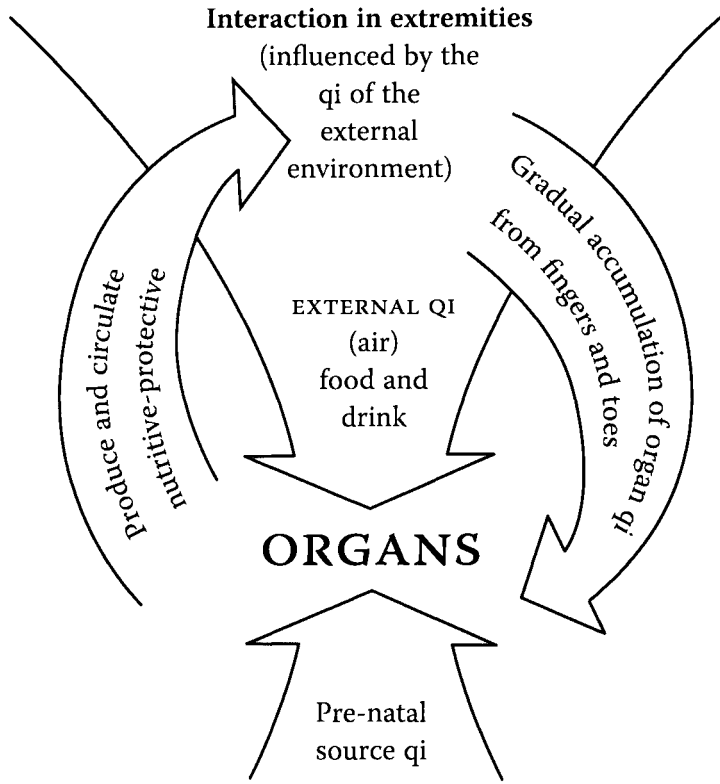 Interaction in extremities
(influenced by the
qi of the
external
environment)
Produce and circulate
nutritive-protective
Gradual accumulation of organ qi
from fingers and toes
EXTERNAL QI
(air)
food and
drink
ORGANS
Pre-natal
source qi